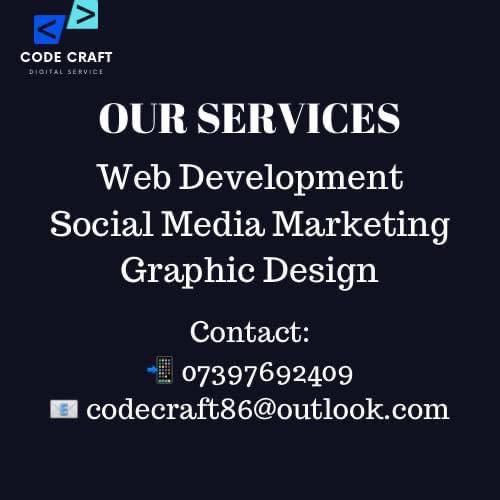 < >
CODE CRAFT
DIGITAL SERVICE
OUR SERVICES
Web Development
Social Media Marketing
Graphic Design
Contact:
📲 07397692409
📧 codecraft86@outlook.com